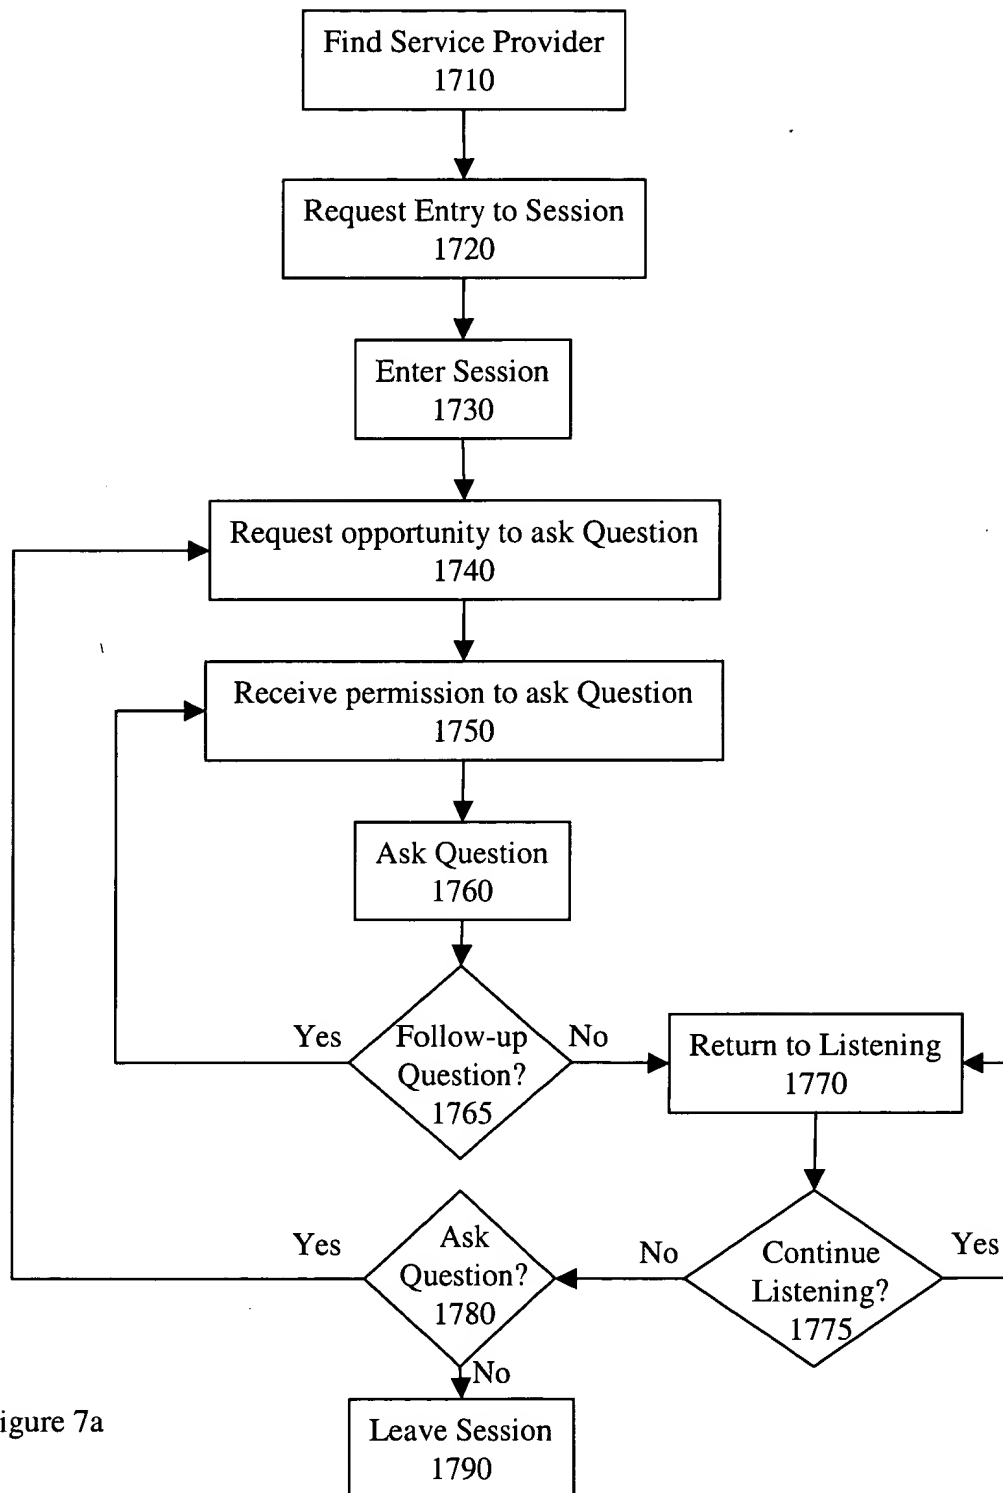 Find Service Provider
1710
Request Entry to Session
1720
Enter Session
1730
Request opportunity to ask Question
1740
Receive permission to ask Question
1750
Ask Question
1760
Yes
Follow-up
Question?
1765
No
Return to Listening
1770
Yes
Ask
Question?
1780
No
Continue
Listening?
1775
Yes
No
igure 7a
Leave Session
1790